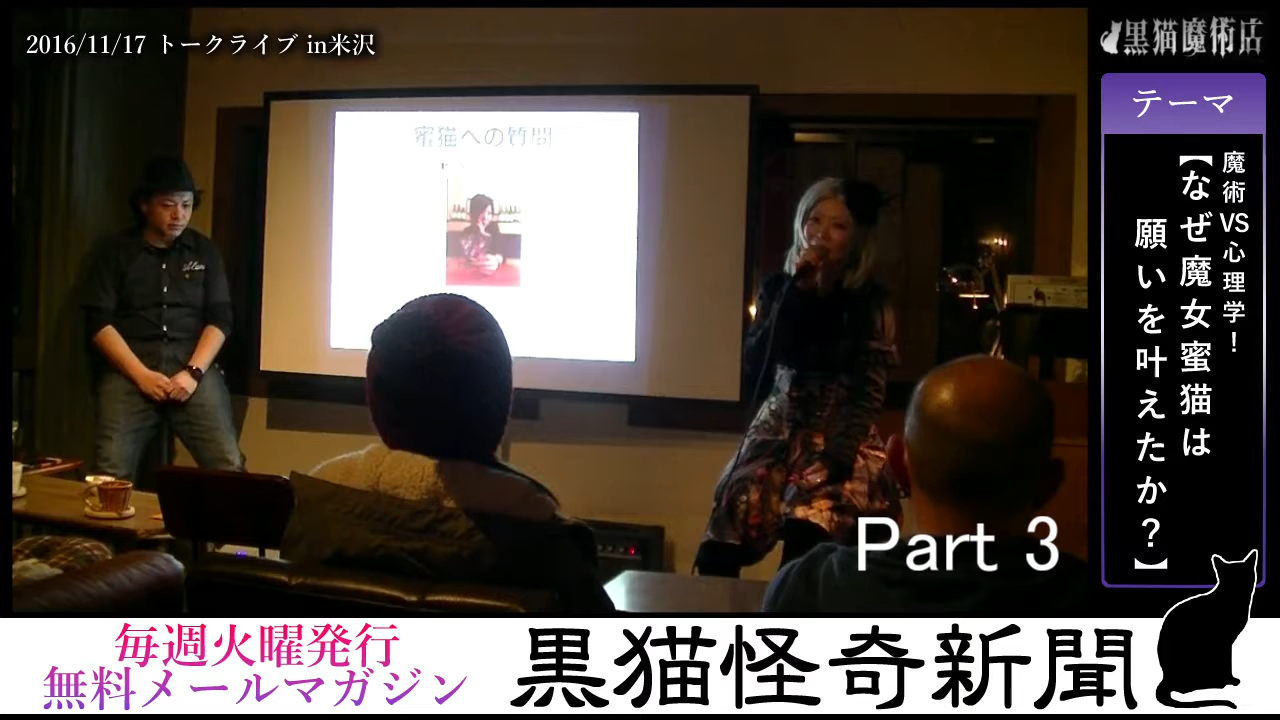 2016/11/17 トークライブ in米沢
黒猫魔術店
テーマ
魔術VS心理学！
【なぜ魔女蜜猫は
願いを叶えたか？】
蜜猫への質問
Part 3
毎週火曜発行
無料メールマガジン
黒猫怪奇新聞